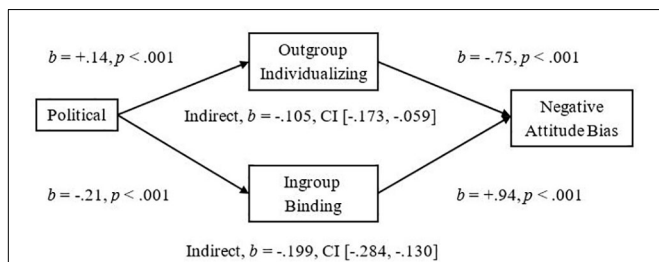 Outgroup
Individualizing
b = +.14, p < .001
b = -.75, p < .001
Political
Indirect, b = -.105, CI [-.173, -.059]
Negative
Attitude Bias
Ingroup
Binding
b = -.21, p < .001
b = +.94, p < .001
Indirect, b = -.199, CI [-.284, -.130]